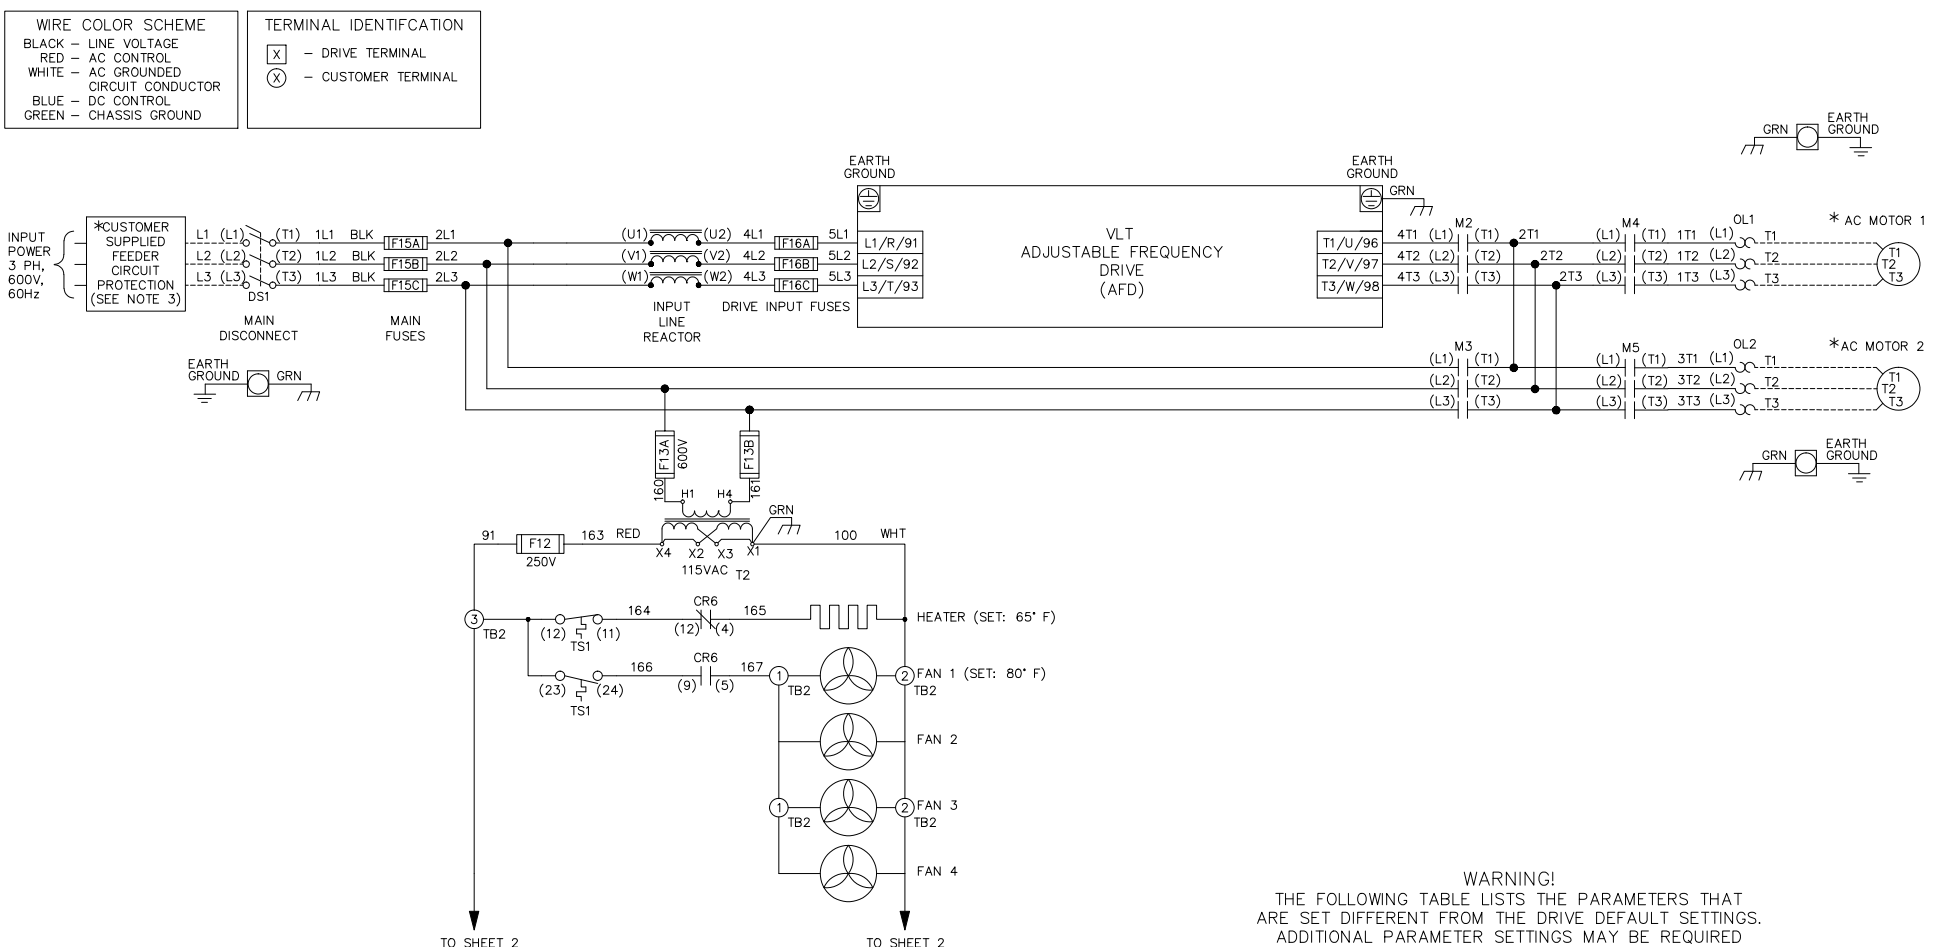 WIRE COLOR SCHEME
BLACK – LINE VOLTAGE
RED – AC CONTROL
WHITE – AC GROUNDED
CIRCUIT CONDUCTOR
BLUE – DC CONTROL
GREEN – CHASSIS GROUND
TERMINAL IDENTIFCATION
X – DRIVE TERMINAL
X – CUSTOMER TERMINAL
GRN
EARTH
GROUND
INPUT
POWER
3 PH,
600V,
60Hz
*CUSTOMER
SUPPLIED
FEEDER
CIRCUIT
PROTECTION
(SEE NOTE 3)
L1 (L1) (T1) 1L1 BLK F15A 2L1
L2 (L2) (T2) 1L2 BLK F15B 2L2
L3 (L3) (T3) 1L3 BLK F15C 2L3
DS1
MAIN
DISCONNECT
MAIN
FUSES
EARTH
GROUND
GRN
(U1) (U2) 4L1 F16A 5L1
(V1) (V2) 4L2 F16B 5L2
(W1) (W2) 4L3 F16C 5L3
INPUT
LINE
REACTOR
DRIVE INPUT FUSES
EARTH
GROUND
L1/R/91
L2/S/92
L3/T/93
VLT
ADJUSTABLE FREQUENCY
DRIVE
(AFD)
EARTH
GROUND
GRN
T1/U/96
T2/V/97
T3/W/98
M2
M4
OL1
* AC MOTOR 1
4T1 (L1) (T1) 2T1 (L1) (T1) 1T1 (L1) T1
4T2 (L2) (T2) 2T2 (L2) (T2) 1T2 (L2) T2
4T3 (L3) (T3) 2T3 (L3) (T3) 1T3 (L3) T3
T1
T2
T3
M3
M5
OL2
*AC MOTOR 2
(L1) (T1) (L1) (T1) 3T1 (L1) T1
(L2) (T2) (L2) (T2) 3T2 (L2) T2
(L3) (T3) (L3) (T3) 3T3 (L3) T3
T1
T2
T3
GRN
EARTH
GROUND
F13A
600V
F13B
160
161
H1 H4
GRN
91 F12 163 RED
250V
X4 X2 X3 X1
100 WHT
115VAC T2
3
TB2
(12) (11)
TS1
164
CR6
(12) (4)
165
HEATER (SET: 65° F)
(23) (24)
TS1
166
CR6
(9) (5)
167
1
TB2
2
TB2
FAN 1 (SET: 80° F)
FAN 2
1
TB2
2
TB2
FAN 3
FAN 4
TO SHEET 2
TO SHEET 2
WARNING!
THE FOLLOWING TABLE LISTS THE PARAMETERS THAT
ARE SET DIFFERENT FROM THE DRIVE DEFAULT SETTINGS.
ADDITIONAL PARAMETER SETTINGS MAY BE REQUIRED